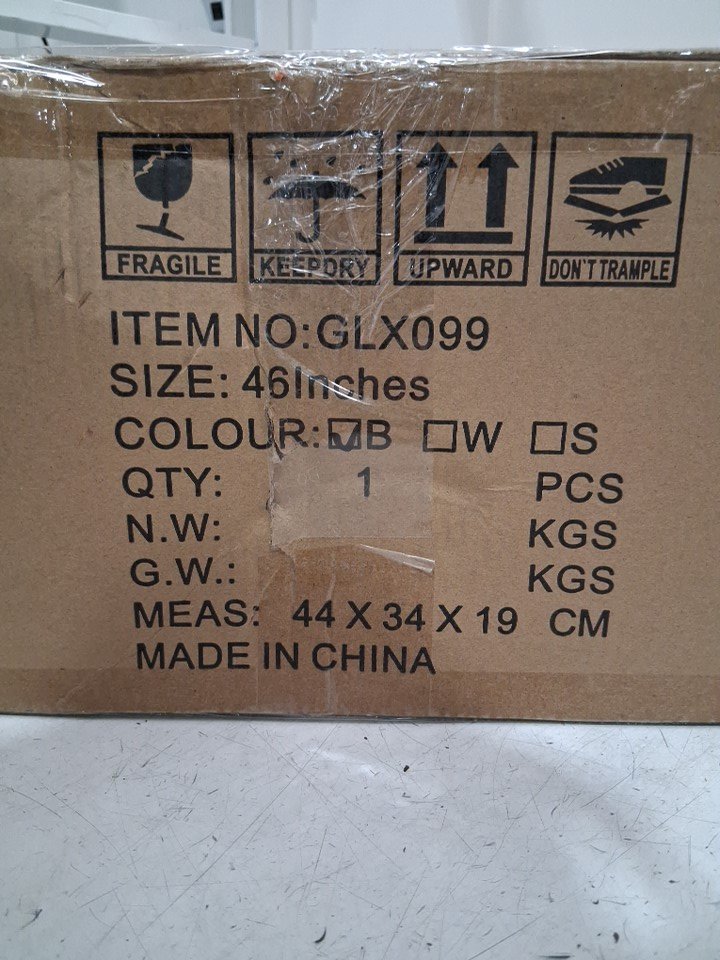 FRAGILE KEEPDRY UPWARD DON'T TRAMPLE
ITEM NO:GLX099
SIZE: 46Inches
COLOUR: ☑B ☐W ☐S
QTY: 1 PCS
N.W: KGS
G.W.: KGS
MEAS: 44 X 34 X 19 CM
MADE IN CHINA